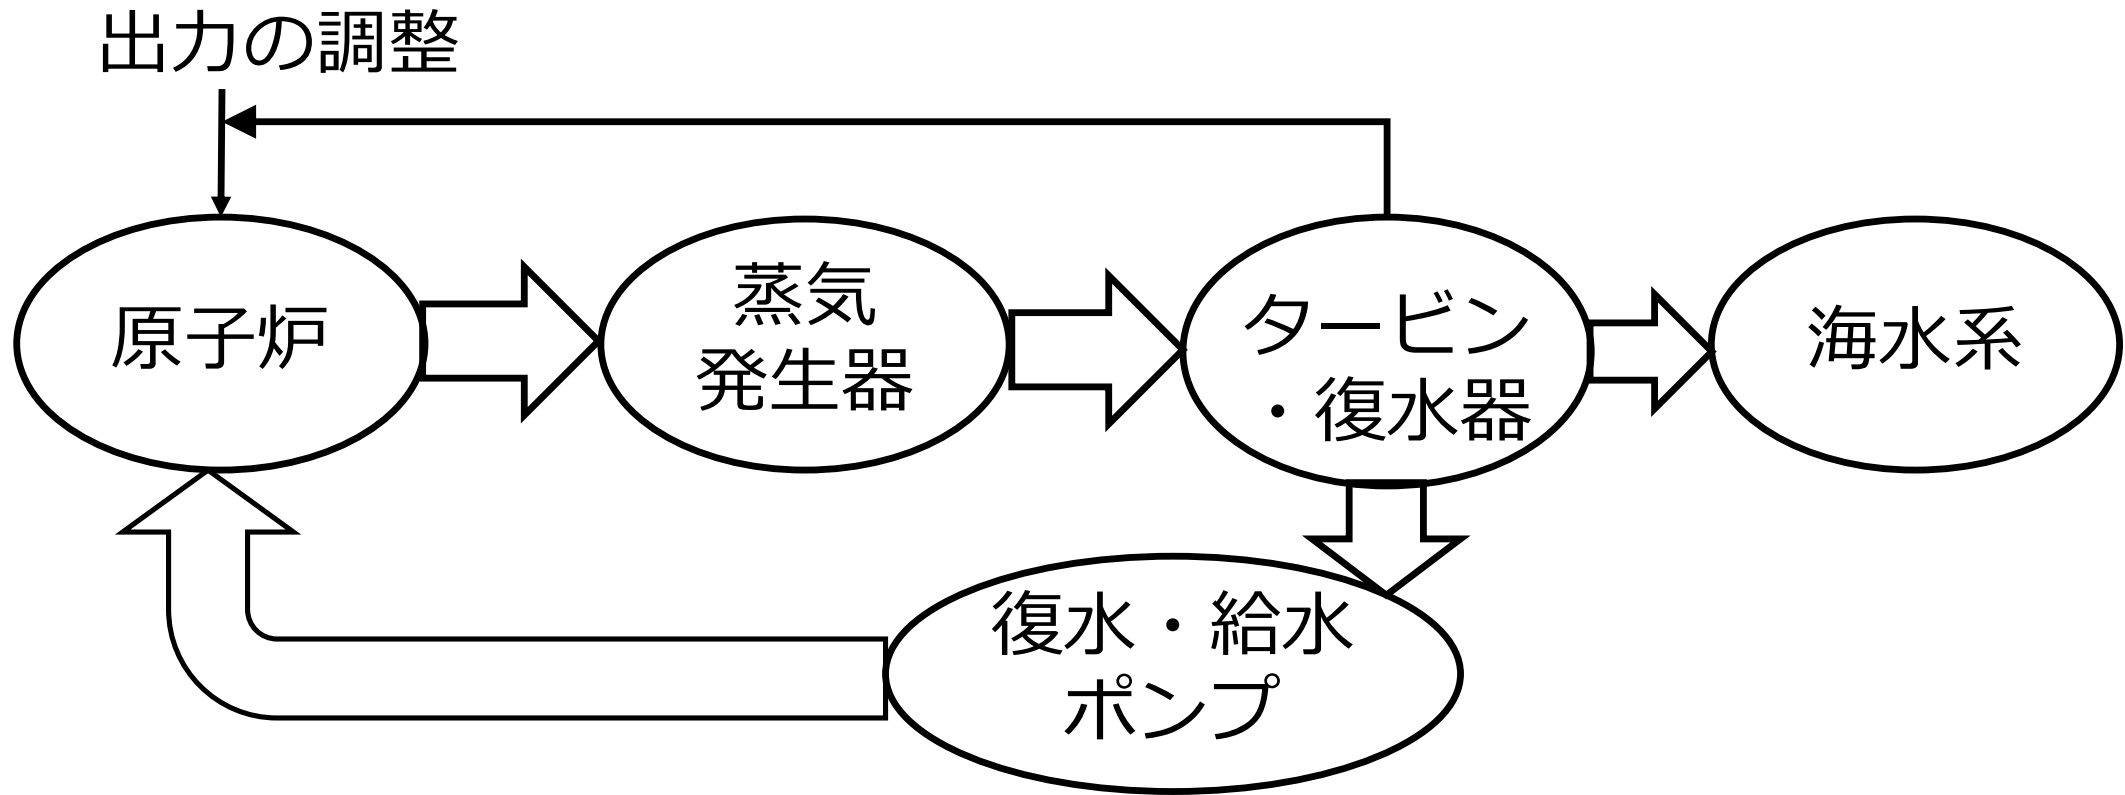 出力の調整
原子炉
蒸気
発生器
タービン
・復水器
海水系
復水・給水
ポンプ